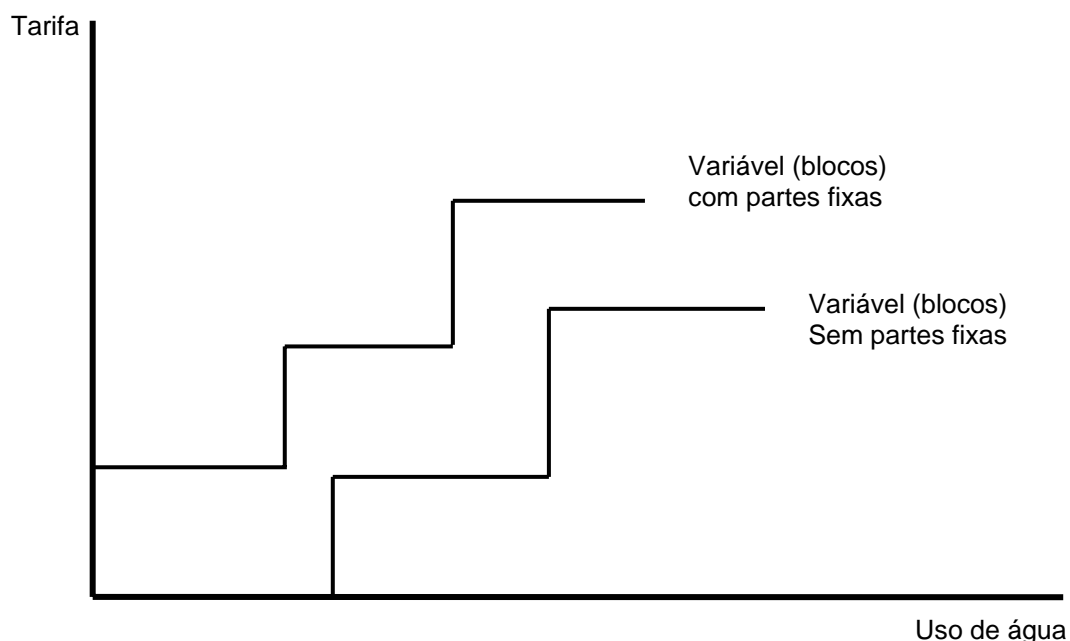 Tarifa
Variável (blocos)
com partes fixas
Variável (blocos)
Sem partes fixas
Uso de água